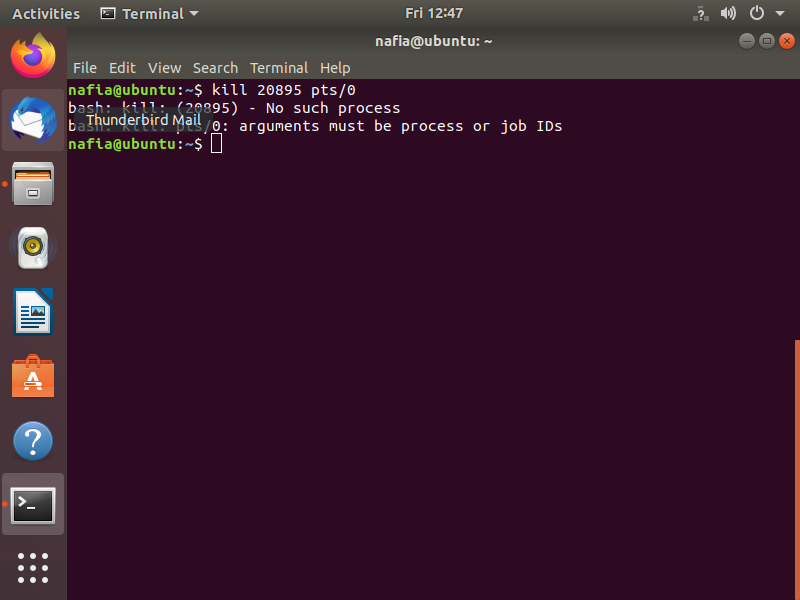 Activities Terminal Fri 12:47
nafia@ubuntu: ~
File Edit View Search Terminal Help
nafia@ubuntu:~$ kill 20895 pts/0
bash: kill: (20895) - No such process
Thunderbird Mail
bash: kill: pts/0: arguments must be process or job IDs
nafia@ubuntu:~$